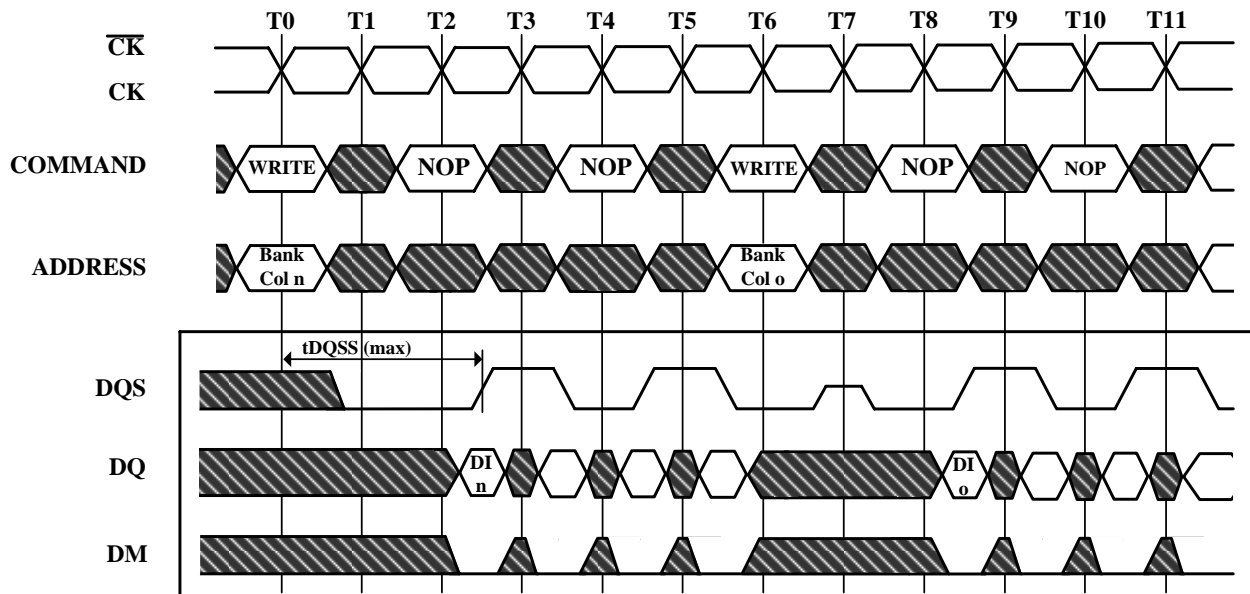 T0 T1 T2 T3 T4 T5 T6 T7 T8 T9 T10 T11
CK
CK
COMMAND WRITE NOP NOP WRITE NOP NOP
ADDRESS Bank Col n Bank Col o
tDQSS (max)
DQS
DQ DI n DI o
DM